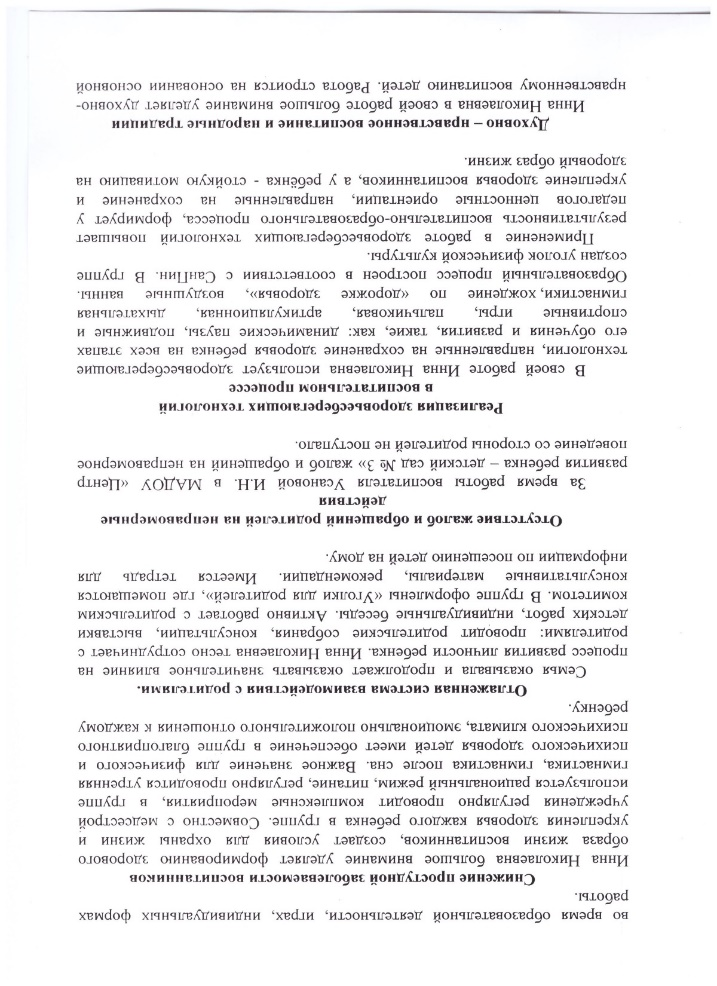 во время образовательной деятельности, играх, индивидуальных формах
работы.
Снижение простудной заболеваемости воспитанников
Инна Николаевна большое внимание уделяет формированию здорового
образа жизни воспитанников, создает условия для охраны жизни и
укрепления здоровья каждого ребенка в группе. Совместно с медсестрой
учреждения регулярно проводит комплексные мероприятия, в группе
используется рациональный режим, питание, регулярно проводится утренняя
гимнастика, гимнастика после сна. Важное значение для физического и
психического здоровья детей имеет обеспечение в группе благоприятного
психического климата, эмоционально положительного отношения к каждому
ребенку.
Отлаженная система взаимодействия с родителями.
Семья оказывала и продолжает оказывать значительное влияние на
процесс развития личности ребенка. Инна Николаевна тесно сотрудничает с
родителями: проводит родительские собрания, консультации, выставки
детских работ, индивидуальные беседы. Активно работает с родительским
комитетом. В группе оформлены «Уголки для родителей», где помещаются
консультативные материалы, рекомендации. Имеется тетрадь для
информации по посещению детей на дому.
Отсутствие жалоб и обращений родителей на неправомерные
действия
За время работы воспитателя Усановой И.Н. в МАДОУ «Центр
развития ребенка – детский сад № 3» жалоб и обращений на неправомерное
поведение со стороны родителей не поступало.
Реализация здоровьесберегающих технологий
в воспитательном процессе
В своей работе Инна Николаевна использует здоровьесберегающие
технологии, направленные на сохранение здоровья ребенка на всех этапах
его обучения и развития, такие, как: динамические паузы, подвижные и
спортивные игры, пальчиковая, артикуляционная, дыхательная
гимнастики, хождение по «дорожке здоровья», воздушные ванны.
Образовательный процесс построен в соответствии с СанПин. В группе
создан уголок физической культуры.
Применение в работе здоровьесберегающих технологий повышает
результативность воспитательно-образовательного процесса, формирует у
педагогов ценностные ориентации, направленные на сохранение и
укрепление здоровья воспитанников, а у ребёнка - стойкую мотивацию на
здоровый образ жизни.
Духовно – нравственное воспитание и народные традиции
Инна Николаевна в своей работе большое внимание уделяет духовно-
нравственному воспитанию детей. Работа строится на основании основной